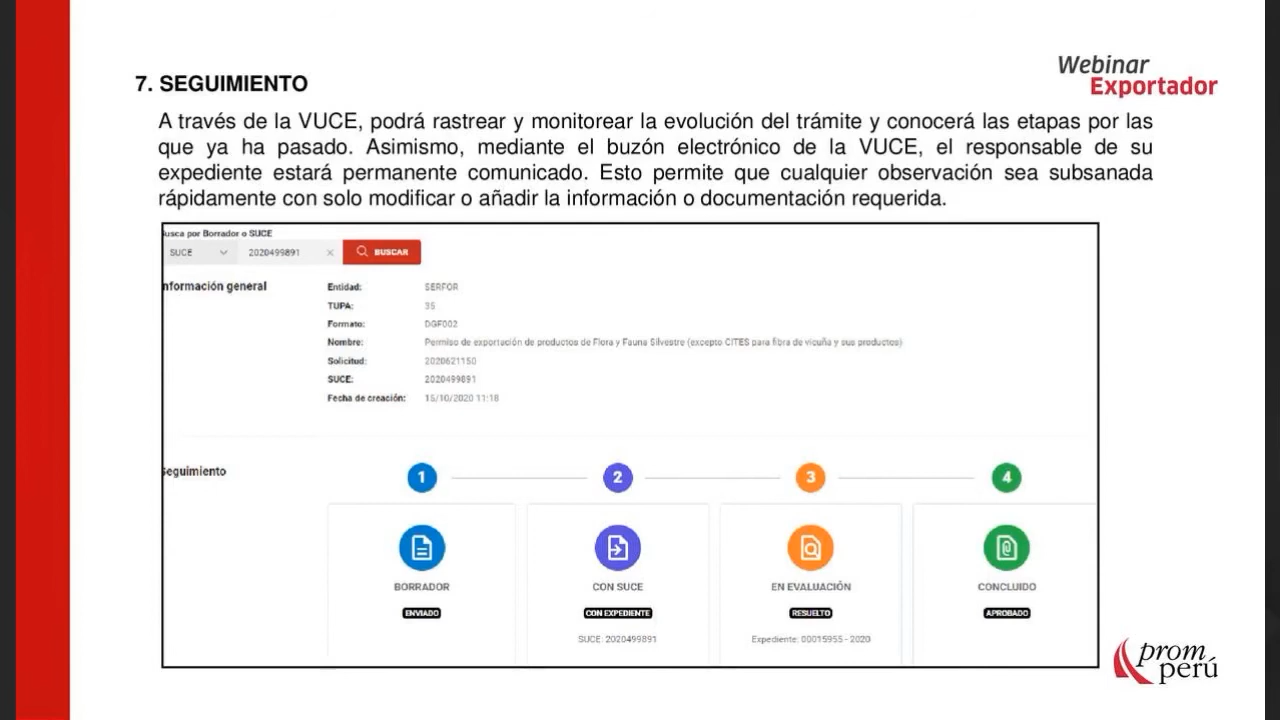 Webinar
Exportador
7. SEGUIMIENTO
A través de la VUCE, podrá rastrear y monitorear la evolución del trámite y conocerá las etapas por las
que ya ha pasado. Asimismo, mediante el buzón electrónico de la VUCE, el responsable de su
expediente estará permanente comunicado. Esto permite que cualquier observación sea subsanada
rápidamente con solo modificar o añadir la información o documentación requerida.
usca por Borrador o SUCE
SUCE 2020499891 × BUSCAR
nformación general
Entidad: SERFOR
TUPA: 35
Formato: DGF002
Nombre: Permiso de exportación de productos de Flora y Fauna Silvestre (excepto CITES para fibra de vicuña y sus productos)
Solicitud: 2020621150
SUCE: 2020499891
Fecha de creación: 15/10/2020 11:18
Seguimiento
1 2 3 4
BORRADOR CON SUCE EN EVALUACIÓN CONCLUIDO
ENVIADO CON EXPEDIENTE RESUELTO APROBADO
SUCE: 2020499891 Expediente: 00015955 - 2020
prom
perú